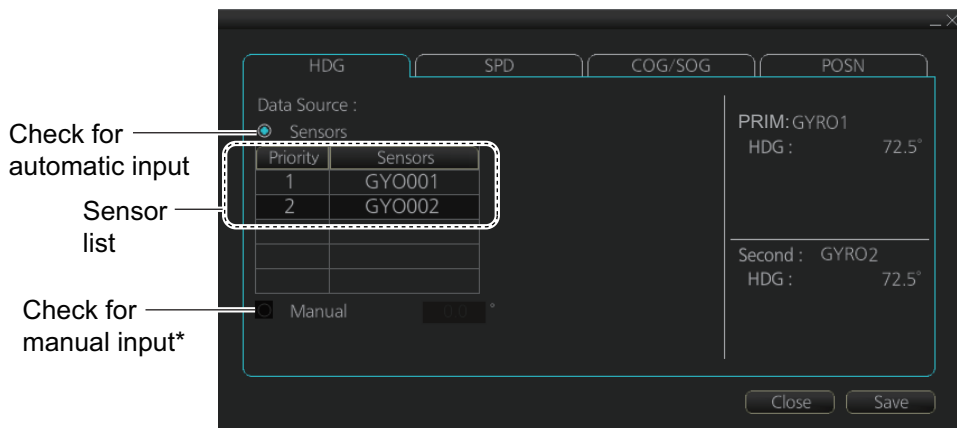 HDG SPD COG/SOG POSN
Data Source :
Sensors
Check for
automatic input
Priority Sensors
1 GYO001
2 GYO002
Sensor
list
Check for
manual input*
Manual 0.0 °
PRIM: GYRO1
HDG : 72.5°
Second : GYRO2
HDG : 72.5°
Close Save